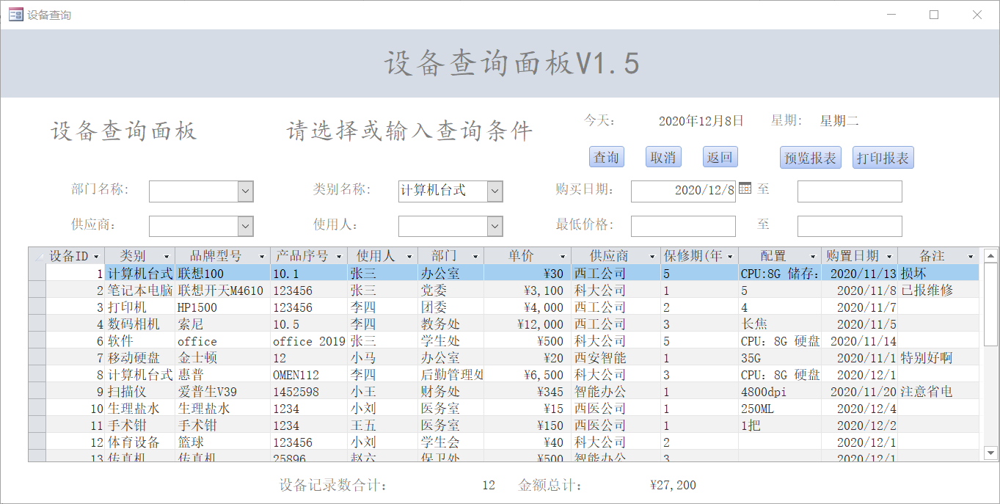 设备查询
设备查询面板V1.5
设备查询面板 请选择或输入查询条件 今天: 2020年12月8日 星期: 星期二
查询 取消 返回 预览报表 打印报表
部门名称: 类别名称: 计算机台式 购买日期: 2020/12/8 至
供应商: 使用人: 最低价格: 至
设备ID 类别 品牌型号 产品序号 使用人 部门 单价 供应商 保修期(年 配置 购置日期 备注
1 计算机台式 联想100 10.1 张三 办公室 ¥30 西工公司 5 CPU:8G 储存: 2020/11/13 损坏
2 笔记本电脑 联想开天M4610 123456 张三 党委 ¥3,100 科大公司 1 5 2020/11/8 已报维修
3 打印机 HP1500 123456 李四 团委 ¥4,000 西工公司 2 4 2020/11/7
4 数码相机 索尼 10.5 李四 教务处 ¥12,000 西工公司 3 长焦 2020/11/5
6 软件 office office 2019 张三 学生处 ¥500 科大公司 5 CPU: 8G 硬盘 2020/11/14
7 移动硬盘 金士顿 12 小马 办公室 ¥20 西安智能 1 35G 2020/11/1 特别好啊
8 计算机台式 惠普 OMEN112 李四 后勤管理处 ¥6,500 科大公司 3 CPU: 8G 硬盘 2020/12/1
9 扫描仪 爱普生V39 1452598 小王 财务处 ¥345 智能办公 1 4800dpi 2020/11/20 注意省电
10 生理盐水 生理盐水 1234 小刘 医务室 ¥15 西医公司 1 250ML 2020/12/4
11 手术钳 手术钳 1234 王五 医务室 ¥150 西医公司 1 1把 2020/12/2
12 体育设备 篮球 123456 小刘 学生会 ¥40 科大公司 2 2020/12/1
13 传真机 传真机 25896 赵六 保卫处 ¥500 智能办公 3 2020/12/1
设备记录数合计: 12 金额总计: ¥27,200